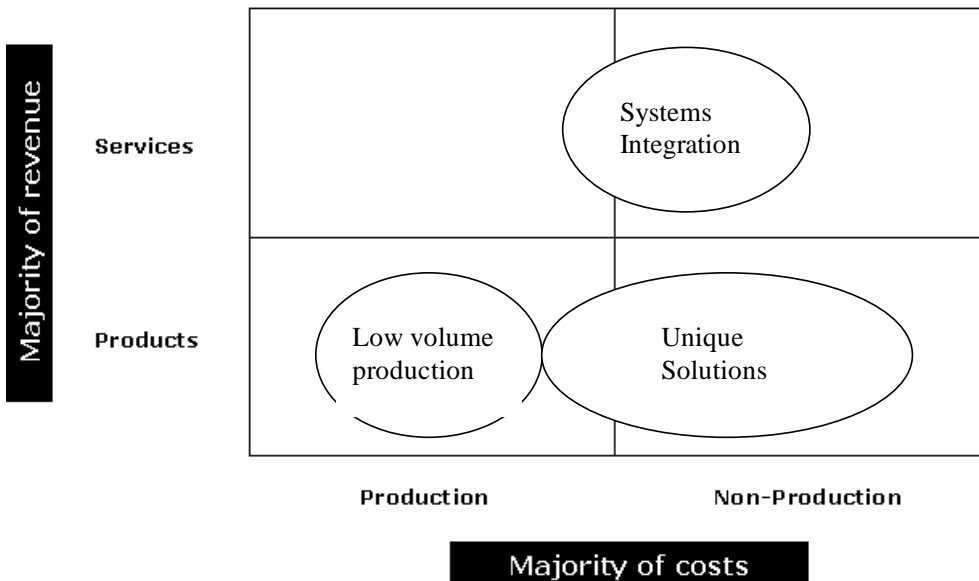 Majority of revenue
Services
Systems
Integration
Products
Low volume
production
Unique
Solutions
Production
Non-Production
Majority of costs